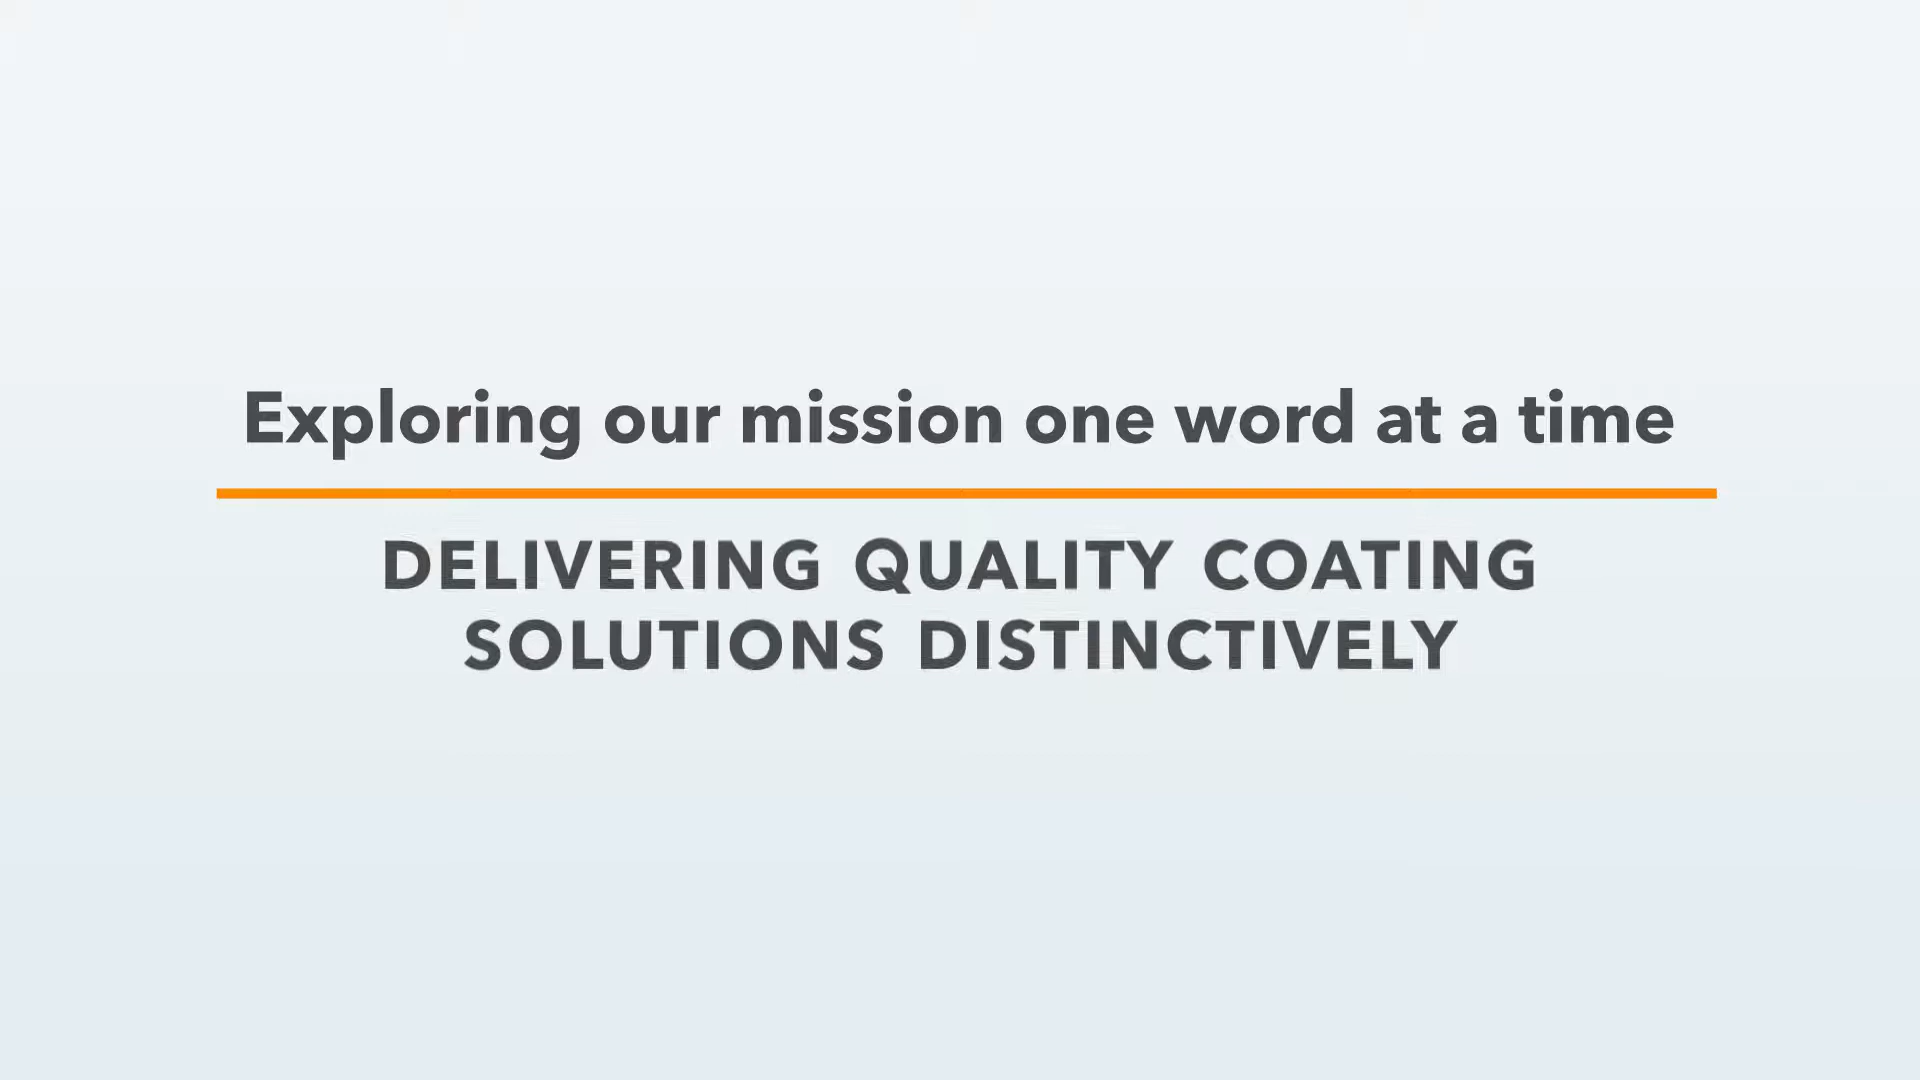 Exploring our mission one word at a time
DELIVERING QUALITY COATING
SOLUTIONS DISTINCTIVELY